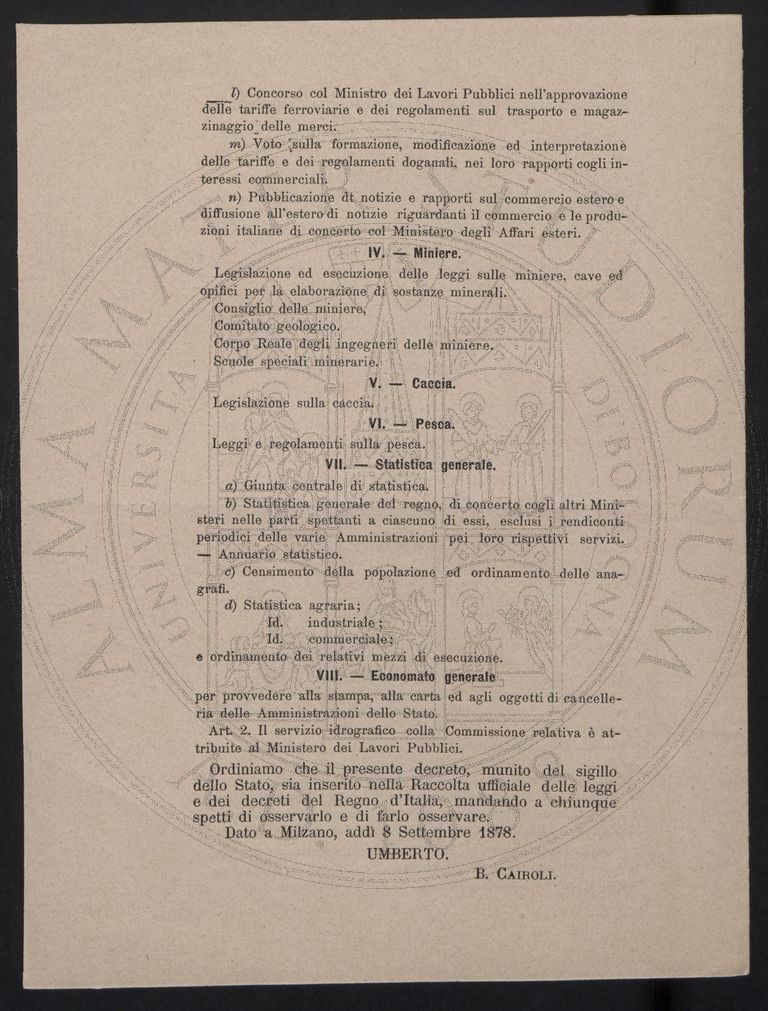 l) Concorso col Ministro dei Lavori Pubblici nell'approvazione
delle tariffe ferroviarie e dei regolamenti sul trasporto e magaz-
zinaggio delle merci.
m) Voto sulla formazione, modificazione ed interpretazione
delle tariffe e dei regolamenti doganali, nei loro rapporti cogli in-
teressi commerciali.
n) Pubblicazione dt notizie e rapporti sul commercio estero e
diffusione all'estero di notizie riguardanti il commercio e le produ-
zioni italiane di concerto col Ministero degli Affari esteri.
IV. — Miniere.
Legislazione ed esecuzione delle leggi sulle miniere, cave ed
opifici per la elaborazione di sostanze minerali.
Consiglio delle miniere,
Comitato geologico.
Corpo Reale degli ingegneri delle miniere.
Scuole speciali minerarie.
V. — Caccia.
Legislazione sulla caccia.
VI. — Pesca.
Leggi e regolamenti sulla pesca.
VII. — Statistica generale.
a) Giunta centrale di statistica.
b) Statitistica generale del regno, di concerto cogli altri Mini-
steri nelle parti spettanti a ciascuno di essi, esclusi i rendiconti
periodici delle varie Amministrazioni pei loro rispettivi servizi.
— Annuario statistico.
c) Censimento della popolazione ed ordinamento delle ana-
grafi.
d) Statistica agraria;
Id. industriale;
Id. commerciale;
e ordinamento dei relativi mezzi di esecuzione.
VIII. — Economato generale
per provvedere alla stampa, alla carta ed agli oggetti di cancelle-
ria delle Amministrazioni dello Stato.
Art. 2. Il servizio idrografico colla Commissione relativa è at-
tribuite al Ministero dei Lavori Pubblici.
Ordiniamo che il presente decreto, munito del sigillo
dello Stato, sia inserito nella Raccolta ufficiale delle leggi
e dei decreti del Regno d'Italia, mandando a chiunque
spetti di osservarlo e di farlo osservare.
Dato a Milzano, addì 8 Settembre 1878.
UMBERTO.
B. CAIROLI.
ALMA MATER STUDIORUM
UNIVERSITA DI BOLOGNA